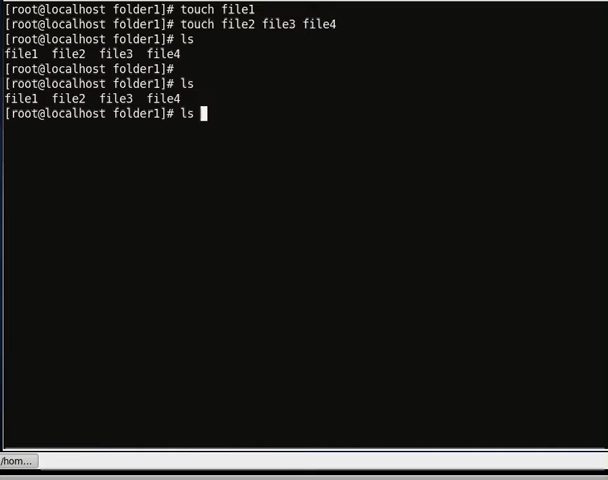 [root@localhost folder1]# touch file1
[root@localhost folder1]# touch file2 file3 file4
[root@localhost folder1]# ls
file1  file2  file3  file4
[root@localhost folder1]#
[root@localhost folder1]# ls
file1  file2  file3  file4
[root@localhost folder1]# ls
/hom...